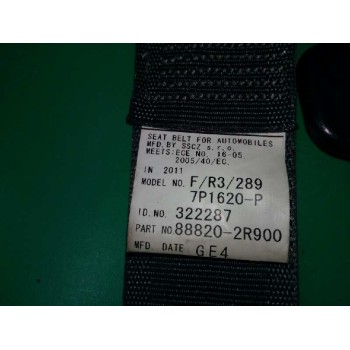 SEAT BELT FOR AUTOMOBILES
MFD.BY SSCZ s.r.o.
MEETS:ECE NO. 16-05
2005/40/EC.
IN 2011
MODEL NO. F/R3/289
7P1620-P
ID.NO. 322287
PART NO 88820-2R900
MFD DATE GE4